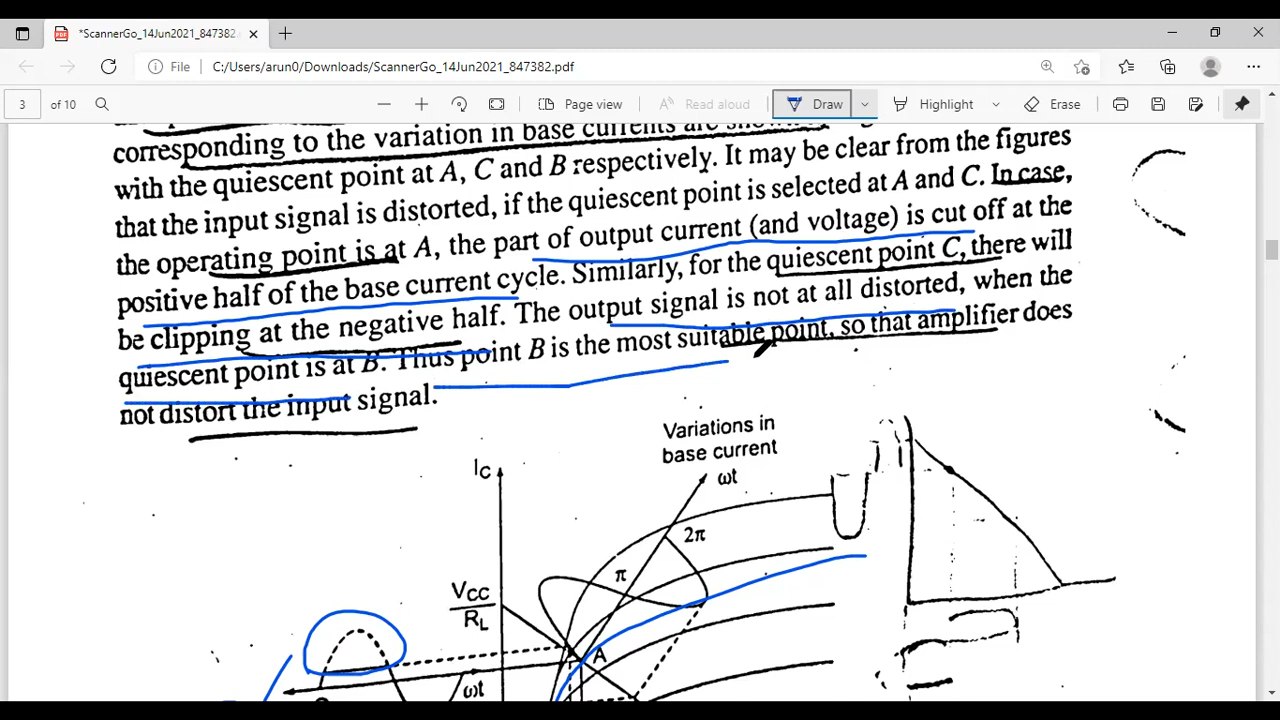 *ScannerGo_14Jun2021_847382.
File C:/Users/arun0/Downloads/ScannerGo_14Jun2021_847382.pdf
3 of 10 Page view Read aloud Draw Highlight Erase
corresponding to the variation in base currents are
with the quiescent point at A, C and B respectively. It may be clear from the figures
that the input signal is distorted, if the quiescent point is selected at A and C. In case,
the operating point is at A, the part of output current (and voltage) is cut off at the
positive half of the base current cycle. Similarly, for the quiescent point C, there will
be clipping at the negative half. The output signal is not at all distorted, when the
quiescent point is at B. Thus point B is the most suitable point, so that amplifier does
not distort the input signal.
Variations in
base current
IC
ωt
2π
π
VCC
RL
A
ωt